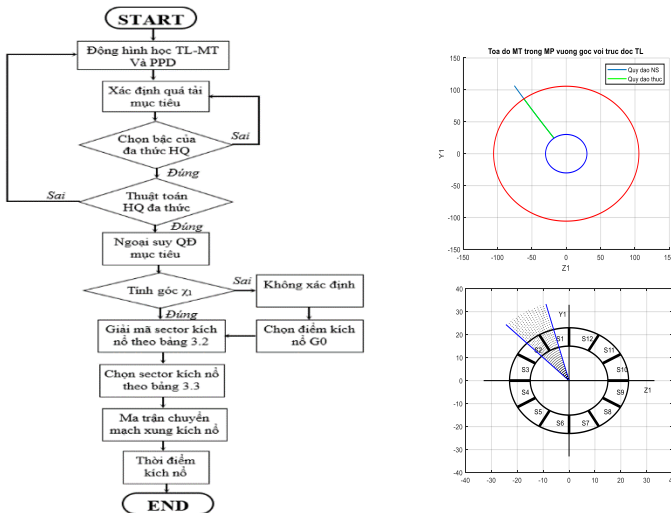 START
Động hình học TL-MT
Và PPD
Xác định quá tải
mục tiêu
Sai
Chọn bậc của
đa thức HQ
Đúng
Sai
Thuật toán
HQ đa thức
Đúng
Ngoại suy QĐ
mục tiêu
Tính góc χ₁
Sai
Không xác định
Đúng
Giải mã sector kích
nổ theo bảng 3.2
Chọn điểm kích
nổ G0
Chọn sector kích nổ
theo bảng 3.3
Ma trận chuyển
mạch xung kích nổ
Thời điểm
kích nổ
END
Toa do MT trong MP vuong goc voi truc doc TL
Quy dao NS
Quy dao thuc
150
100
50
0
-50
-100
-150
Y1
-150 -100 -50 0 50 100 150
Z1
40
30
20
10
0
-10
-20
-30
-40
Y1
Z1
S1
S12
S2
S11
S3
S10
S4
S9
S5
S8
S6
S7
-40 -30 -20 -10 0 10 20 30 40